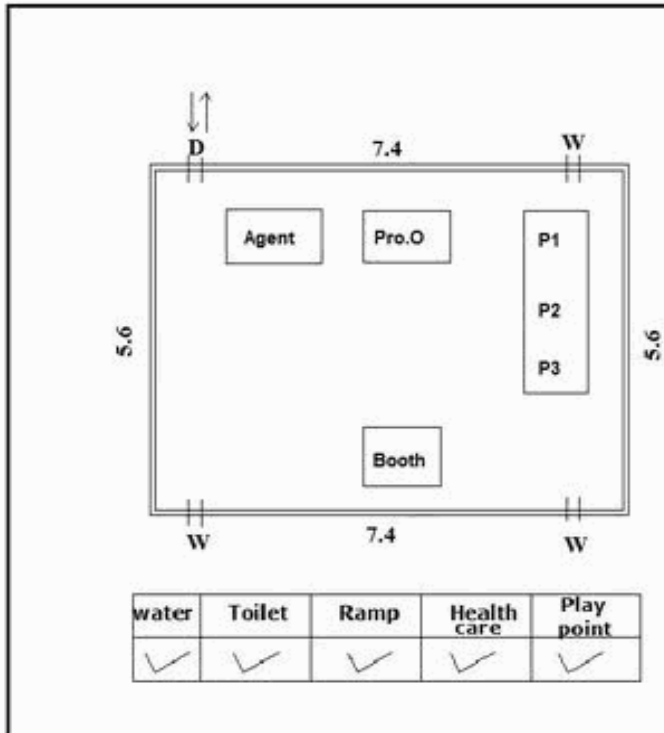 D
7.4
W
Agent
Pro.O
P1
P2
P3
5.6
5.6
Booth
W
7.4
W
water Toilet Ramp Health care Play point